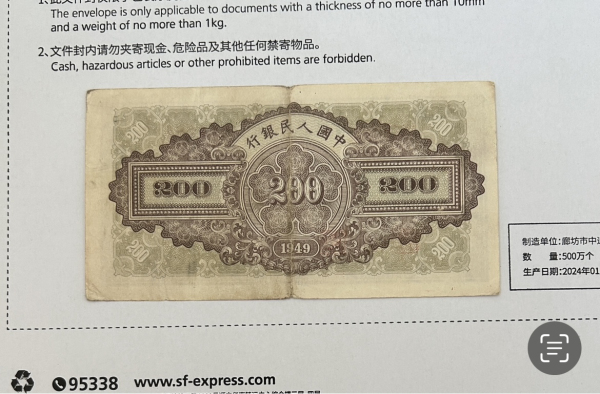 The envelope is only applicable to documents with a thickness of no more than 10mm
and a weight of no more than 1kg.
2、文件封内请勿夹寄现金、危险品及其他任何禁寄物品。
Cash, hazardous articles or other prohibited items are forbidden.
200 200
行銀民人國中
200 200 200
1949
200 200
制造单位:廊坊市中
数 量:500万个
生产日期:2024年01
95338 www.sf-express.com